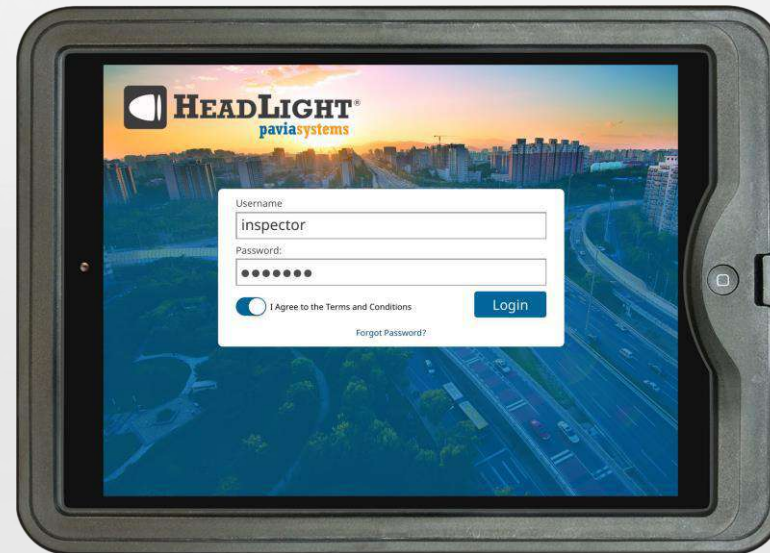 HEADLIGHT®
paviasystems
Username
inspector
Password:
●●●●●●●
I Agree to the Terms and Conditions
Login
Forgot Password?